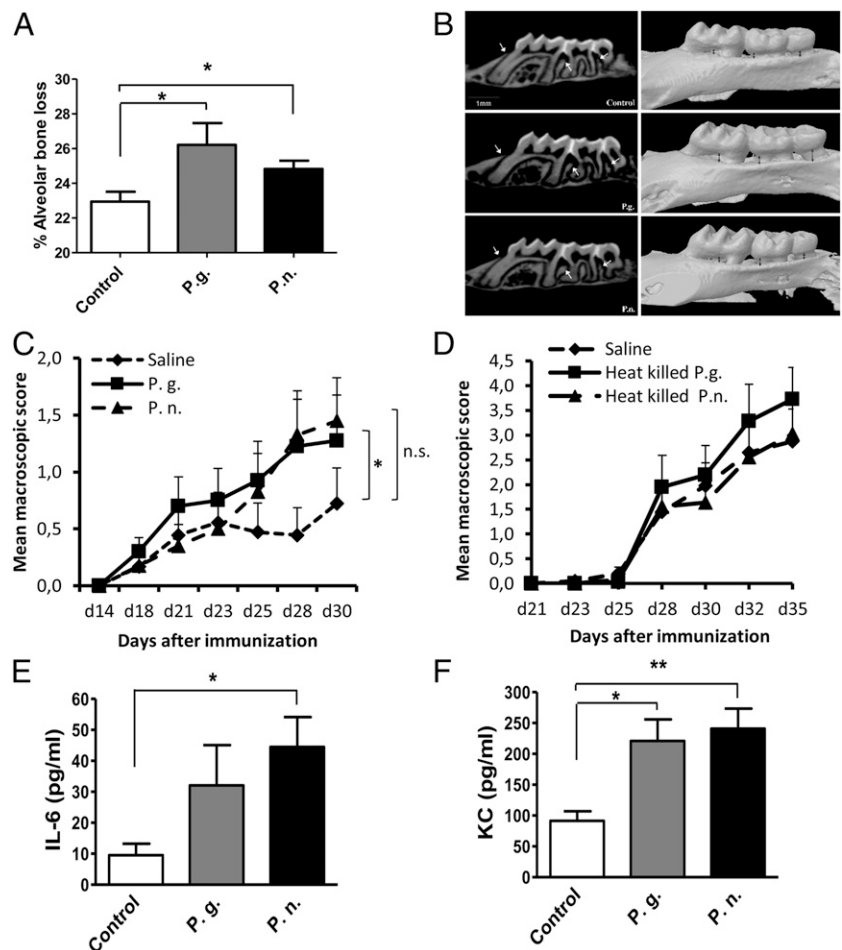 A
% Alveolar bone loss
30
28
26
24
22
20
*
*
Control
P.g.
P.n.
B
1mm
Control
P.g.
P.n.
C
Saline
P. g.
P. n.
Mean macroscopic score
2,0
1,5
1,0
0,5
0,0
*
n.s.
d14 d18 d21 d23 d25 d28 d30
Days after immunization
D
Saline
Heat killed P.g.
Heat killed P.n.
Mean macroscopic score
4,5
4,0
3,5
3,0
2,5
2,0
1,5
1,0
0,5
0,0
d21 d23 d25 d28 d30 d32 d35
Days after immunization
E
IL-6 (pg/ml)
60
50
40
30
20
10
0
*
Control
P. g.
P. n.
F
KC (pg/ml)
300
250
200
150
100
50
0
**
*
Control
P. g.
P. n.